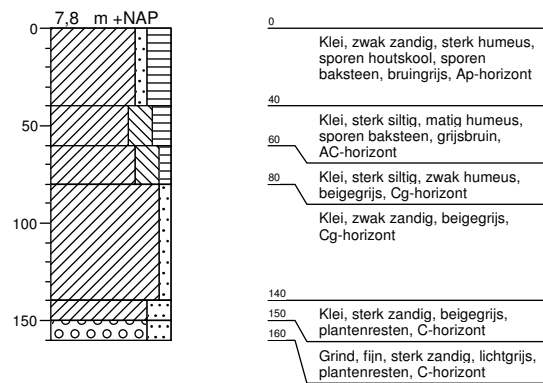 7,8 m +NAP
0
50
100
150
0
Klei, zwak zandig, sterk humeus,
sporen houtskool, sporen
baksteen, bruingrijs, Ap-horizont
40
Klei, sterk siltig, matig humeus,
sporen baksteen, grijsbruin,
AC-horizont
60
Klei, sterk siltig, zwak humeus,
beigegrijs, Cg-horizont
80
Klei, zwak zandig, beigegrijs,
Cg-horizont
140
Klei, sterk zandig, beigegrijs,
plantenresten, C-horizont
150
Grind, fijn, sterk zandig, lichtgrijs,
plantenresten, C-horizont
160